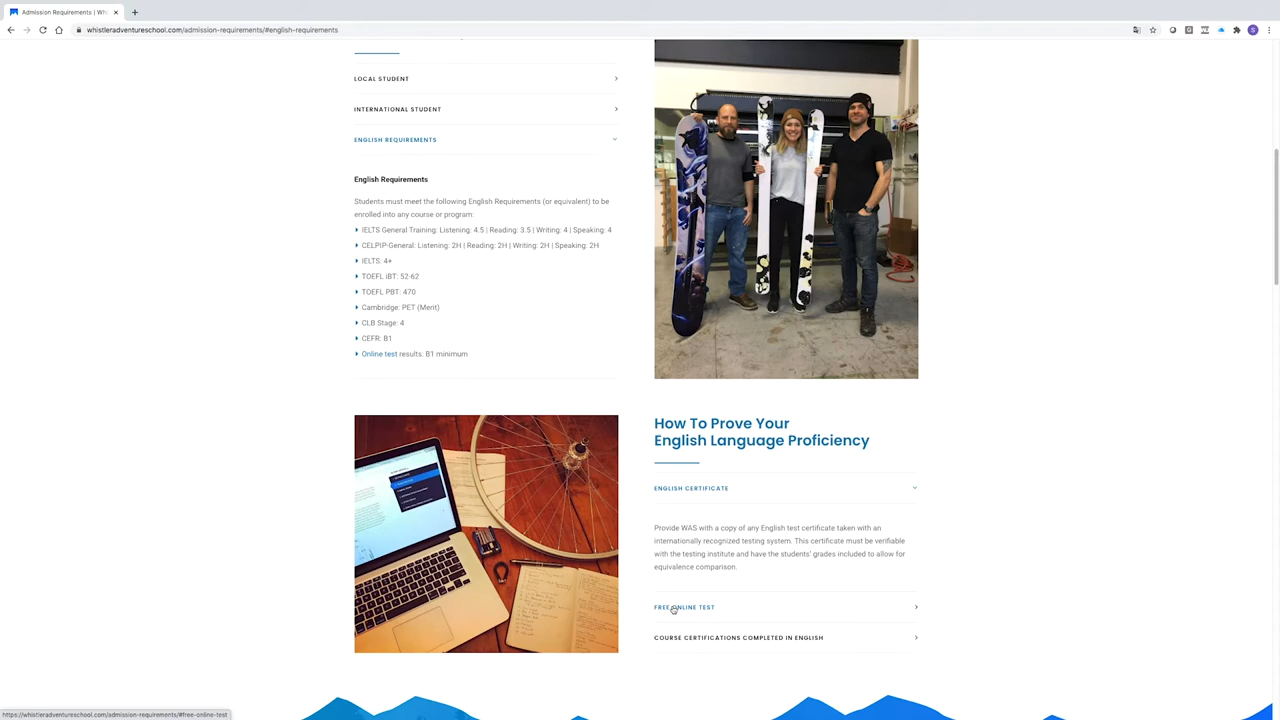 Admission Requirements | Whi
whistleradventureschool.com/admission-requirements/#english-requirements
LOCAL STUDENT
INTERNATIONAL STUDENT
ENGLISH REQUIREMENTS
English Requirements
Students must meet the following English Requirements (or equivalent) to be
enrolled into any course or program:
IELTS General Training: Listening: 4.5 | Reading: 3.5 | Writing: 4 | Speaking: 4
CELPIP-General: Listening: 2H | Reading: 2H | Writing: 2H | Speaking: 2H
IELTS: 4+
TOEFL iBT: 52-62
TOEFL PBT: 470
Cambridge: PET (Merit)
CLB Stage: 4
CEFR: B1
Online test results: B1 minimum
How To Prove Your
English Language Proficiency
ENGLISH CERTIFICATE
Provide WAS with a copy of any English test certificate taken with an
internationally recognized testing system. This certificate must be verifiable
with the testing institute and have the students' grades included to allow for
equivalence comparison.
FREE ONLINE TEST
COURSE CERTIFICATIONS COMPLETED IN ENGLISH
https://whistleradventureschool.com/admission-requirements/#free-online-test